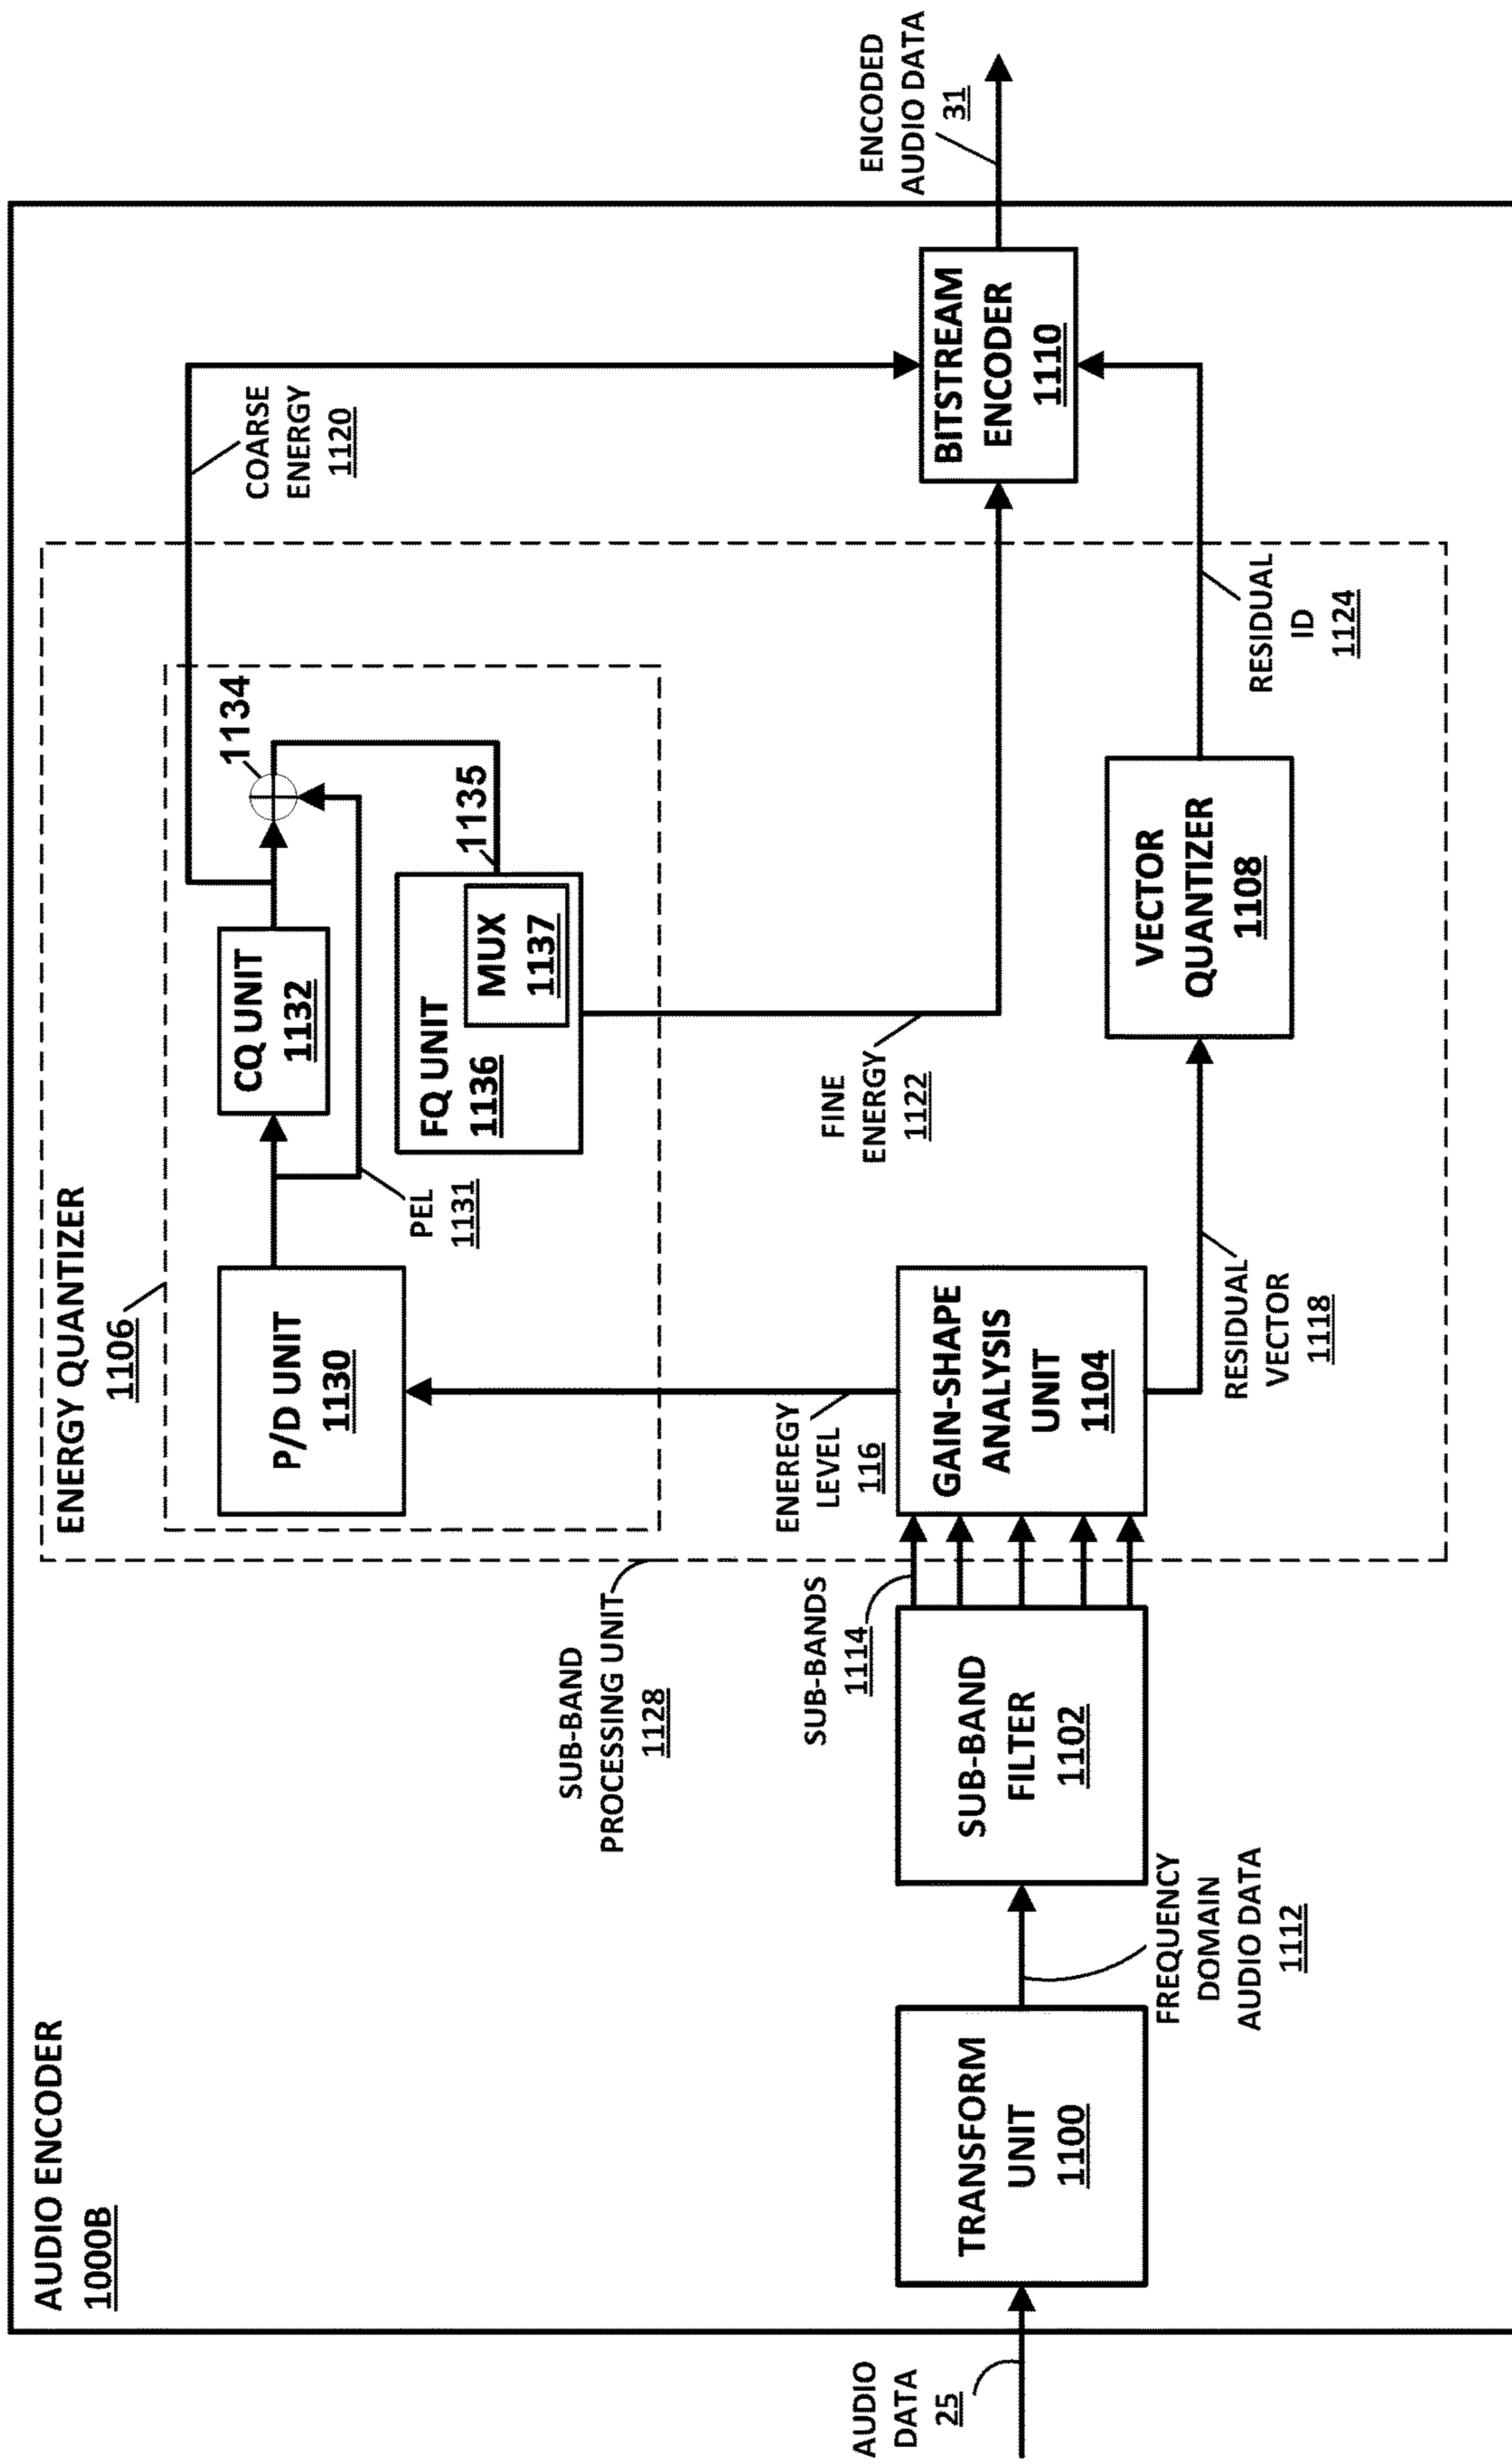 AUDIO ENCODER
1000B
ENERGY QUANTIZER
1106
P/D UNIT
1130
CQ UNIT
1132
1134
PEL
1131
FQ UNIT
1136
MUX
1137
1135
COARSE
ENERGY
1120
SUB-BAND
PROCESSING UNIT
1128
ENEREGY
LEVEL
116
FINE
ENERGY
1122
AUDIO
DATA
25
TRANSFORM
UNIT
1100
FREQUENCY
DOMAIN
AUDIO DATA
1112
SUB-BAND
FILTER
1102
SUB-BANDS
1114
GAIN-SHAPE
ANALYSIS
UNIT
1104
RESIDUAL
VECTOR
1118
VECTOR
QUANTIZER
1108
RESIDUAL
ID
1124
BITSTREAM
ENCODER
1110
ENCODED
AUDIO DATA
31